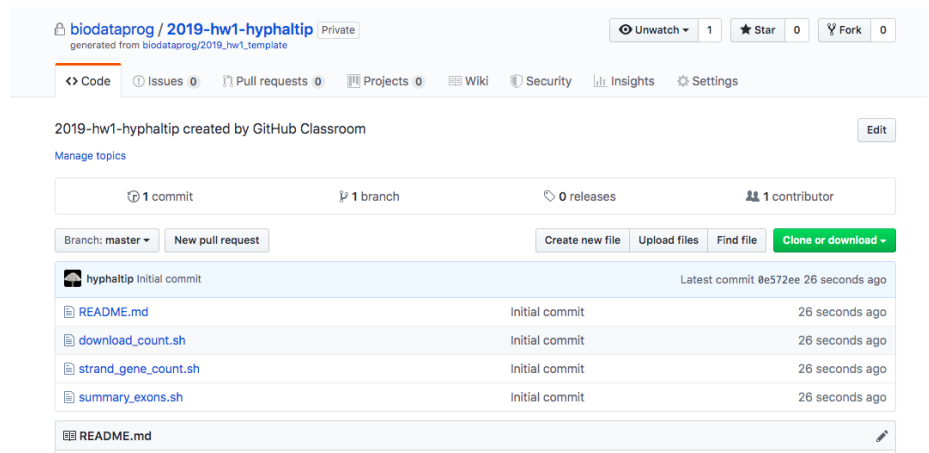 biodataprog / 2019-hw1-hyphaltip Private
Unwatch 1 Star 0 Fork 0
generated from biodataprog/2019_hw1_template
Code Issues 0 Pull requests 0 Projects 0 Wiki Security Insights Settings
2019-hw1-hyphaltip created by GitHub Classroom
Edit
Manage topics
1 commit 1 branch 0 releases 1 contributor
Branch: master New pull request Create new file Upload files Find file Clone or download
hyphaltip Initial commit Latest commit 0e572ee 26 seconds ago
README.md Initial commit 26 seconds ago
download_count.sh Initial commit 26 seconds ago
strand_gene_count.sh Initial commit 26 seconds ago
summary_exons.sh Initial commit 26 seconds ago
README.md